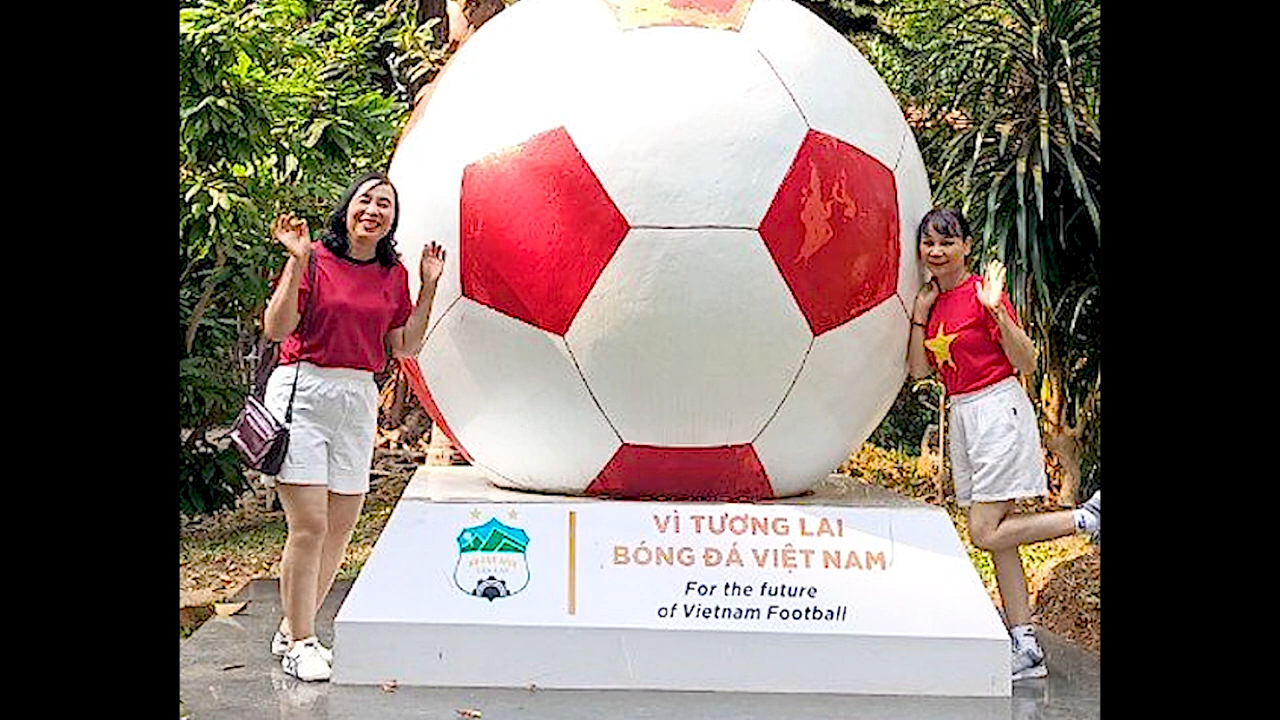 VÌ TƯƠNG LAI
BÓNG ĐÁ VIỆT NAM
For the future
of Vietnam Football